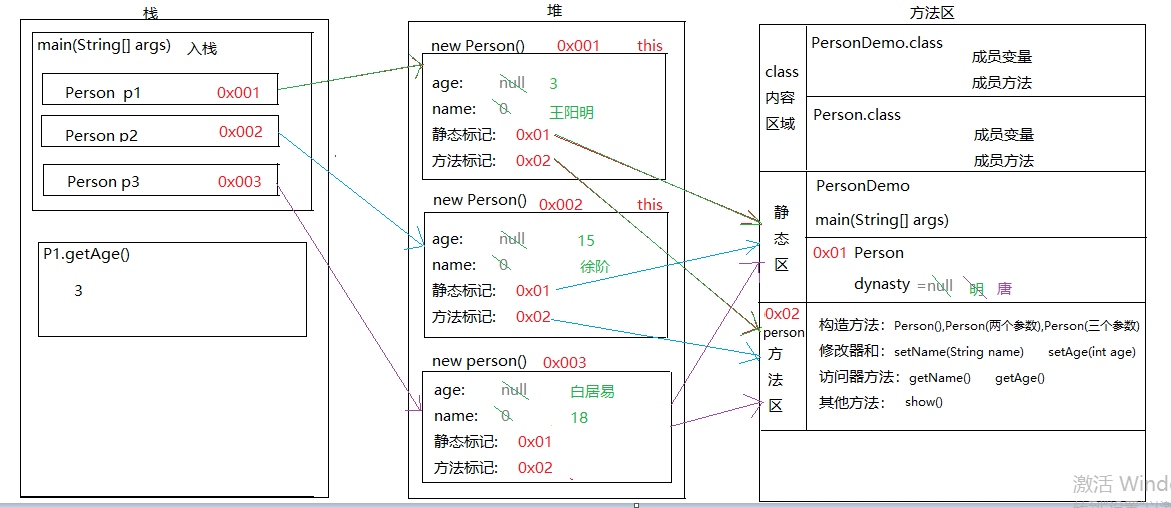 栈
main(String[] args) 入栈
Person p1 0x001
Person p2 0x002
Person p3 0x003
P1.getAge()
3
堆
new Person() 0x001 this
age: null 3
name: 0 王阳明
静态标记: 0x01
方法标记: 0x02
new Person() 0x002 this
age: null 15
name: 0 徐阶
静态标记: 0x01
方法标记: 0x02
new person() 0x003
age: null 白居易
name: 0 18
静态标记: 0x01
方法标记: 0x02
方法区
class
内容
区域
PersonDemo.class
成员变量
成员方法
Person.class
成员变量
成员方法
静
态
区
PersonDemo
main(String[] args)
0x01 Person
dynasty =null 明 唐
0x02
person
方
法
区
构造方法：Person(),Person(两个参数),Person(三个参数)
修改器和：setName(String name) setAge(int age)
访问器方法：getName() getAge()
其他方法： show()
激活 Windo